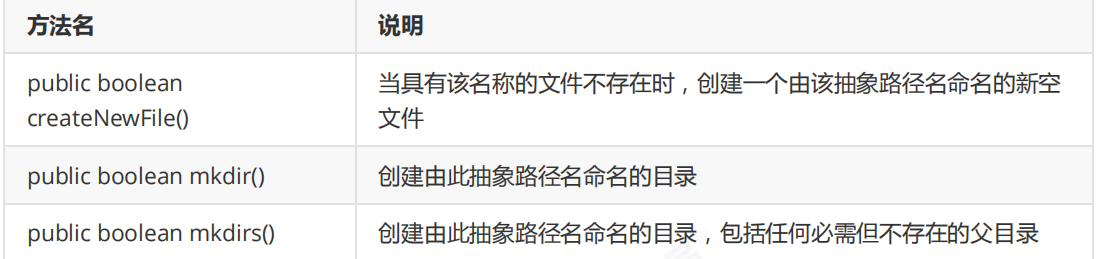 方法名 说明
public boolean 当具有该名称的文件不存在时，创建一个由该抽象路径名命名的新空
createNewFile() 文件
public boolean mkdir() 创建由此抽象路径名命名的目录
public boolean mkdirs() 创建由此抽象路径名命名的目录，包括任何必需但不存在的父目录